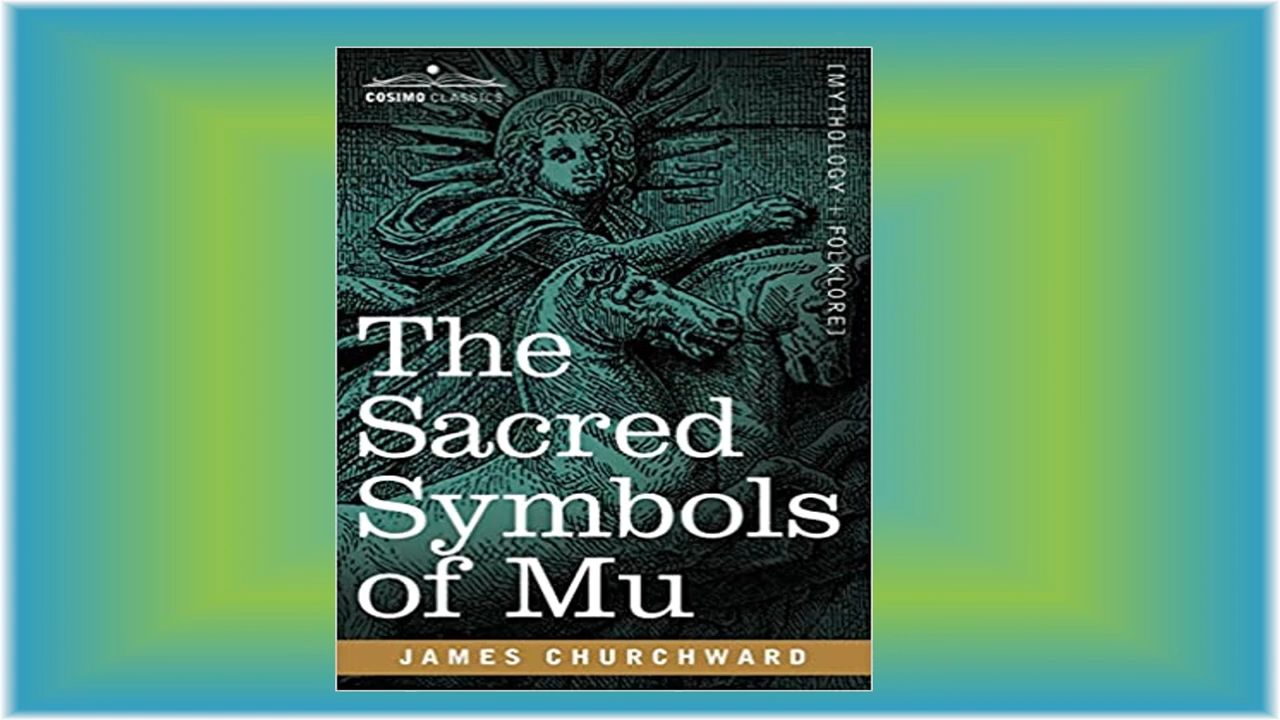 COSIMO CLASSICS
[MYTHOLOGY + FOLKLORE]
The
Sacred
Symbols
of Mu
JAMES CHURCHWARD